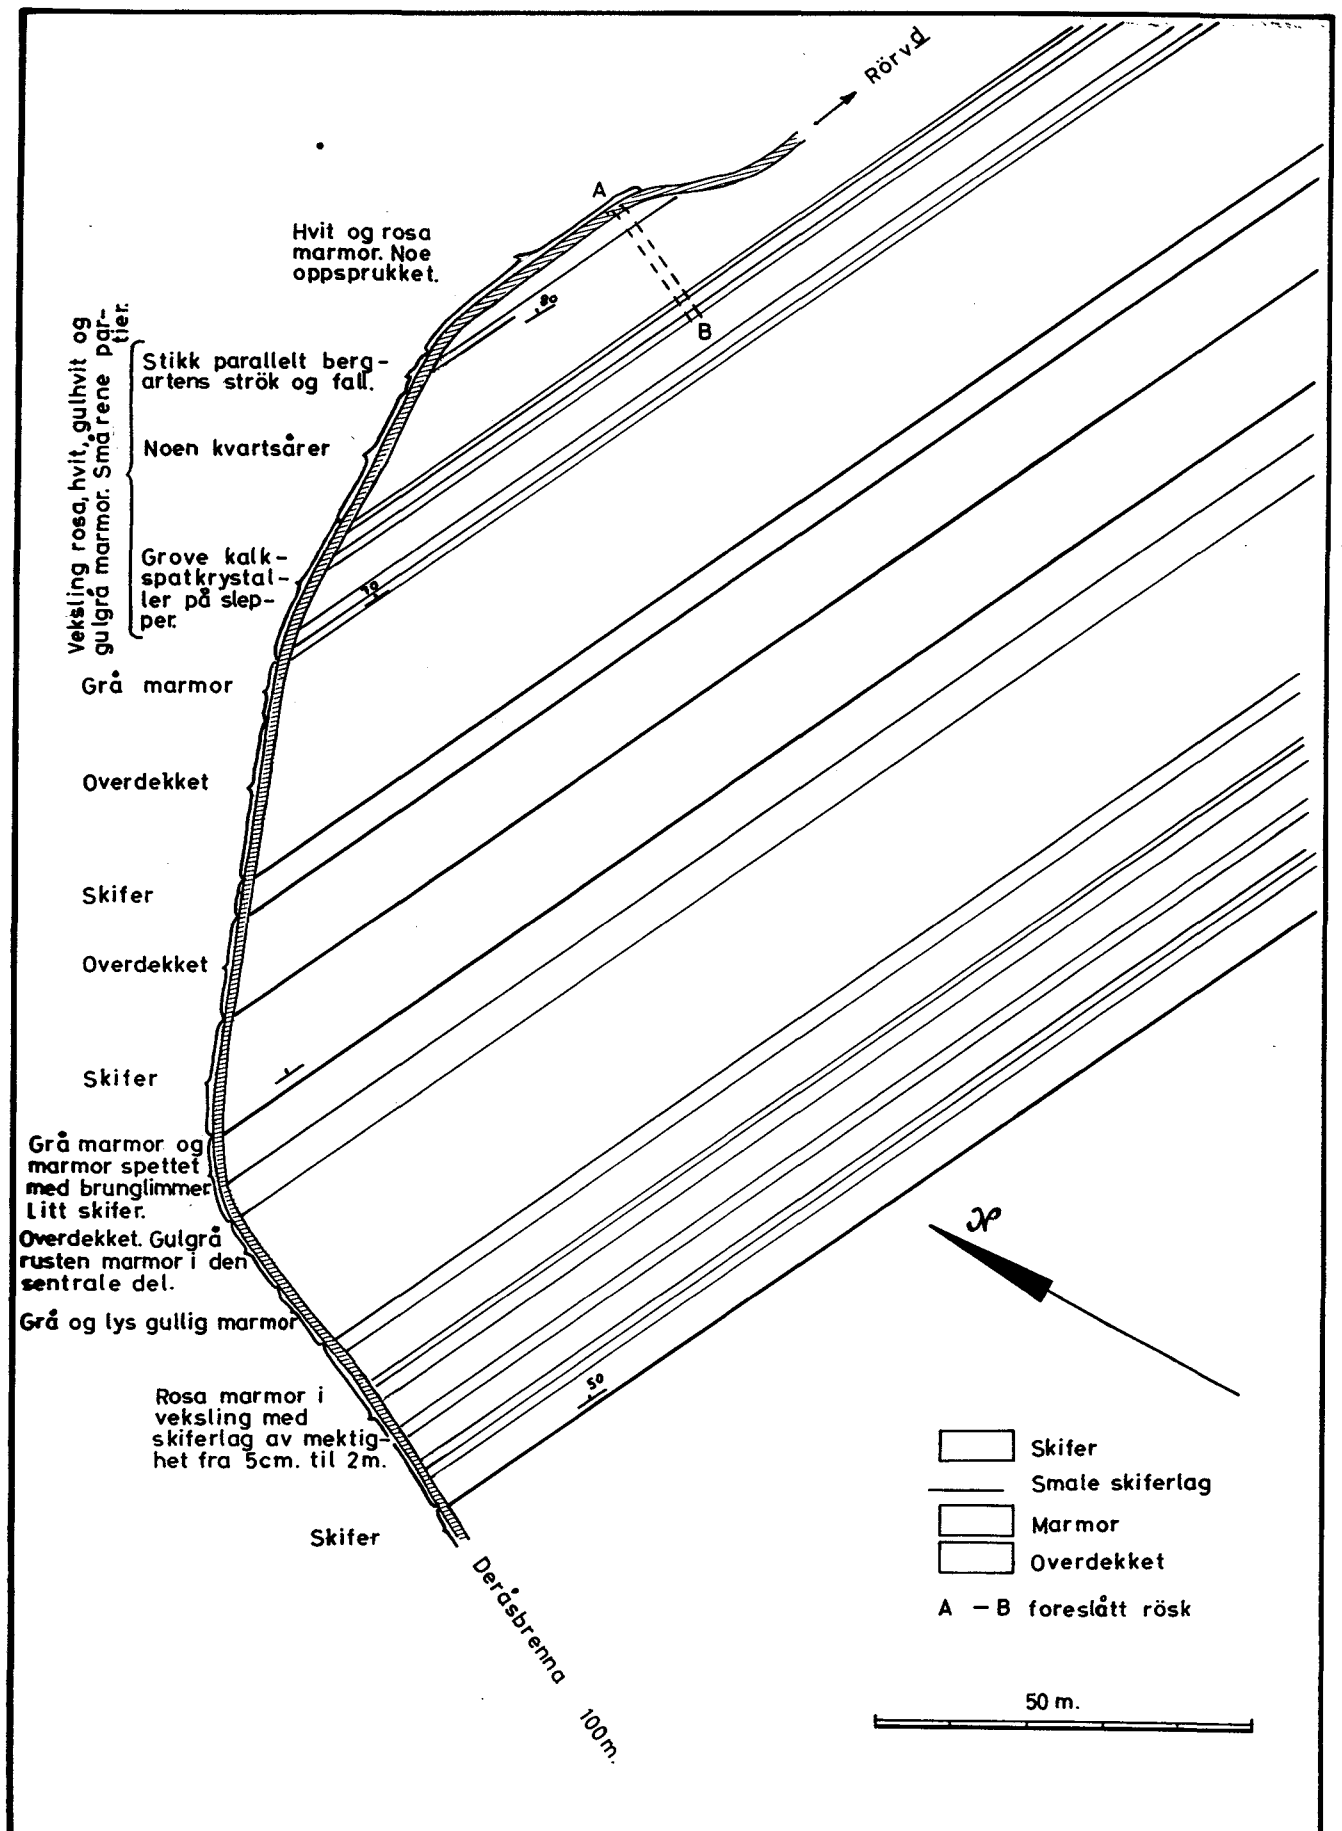 Rörvd
A
Hvit og rosa
marmor. Noe
oppsprukket.
80
B
Veksling rosa, hvit, gulhvit og
gulgrå marmor. Små rene par-
tier.
Stikk parallelt berg-
artens strök og fall.
Noen kvartsårer
Grove kalk-
spatkrystal-
ler på slep-
per.
70
Grå marmor
Overdekket
Skifer
Overdekket
Skifer
Grå marmor og
marmor spettet
med brunglimmer.
Litt skifer.
Overdekket. Gulgrå
rusten marmor i den
sentrale del.
Grå og lys gullig marmor
N
50
Rosa marmor i
veksling med
skiferlag av mektig-
het fra 5cm. til 2m.
Skifer
Deråsbrenna 100m.
Skifer
Smale skiferlag
Marmor
Overdekket
A – B foreslått rösk
50 m.